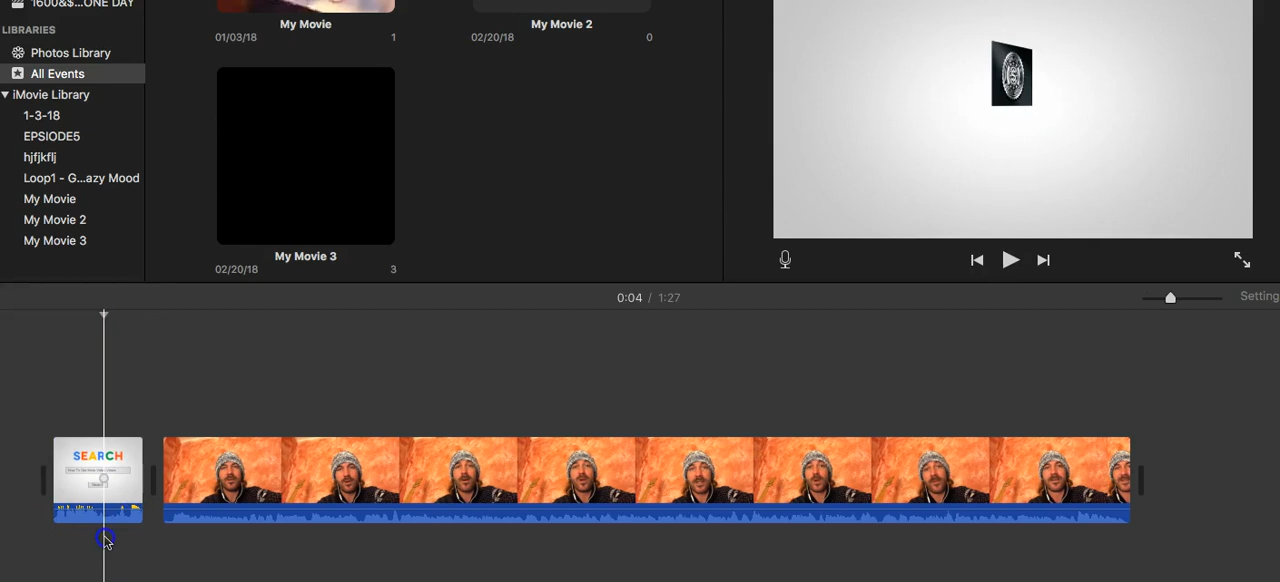 1600&$...ONE DAY
LIBRARIES
Photos Library
All Events
iMovie Library
1-3-18
EPSIODE5
hjfjkflj
Loop1 - G...azy Mood
My Movie
My Movie 2
My Movie 3
My Movie
01/03/18 1
My Movie 2
02/20/18 0
My Movie 3
02/20/18 3
0:04 / 1:27
Setting
SEARCH